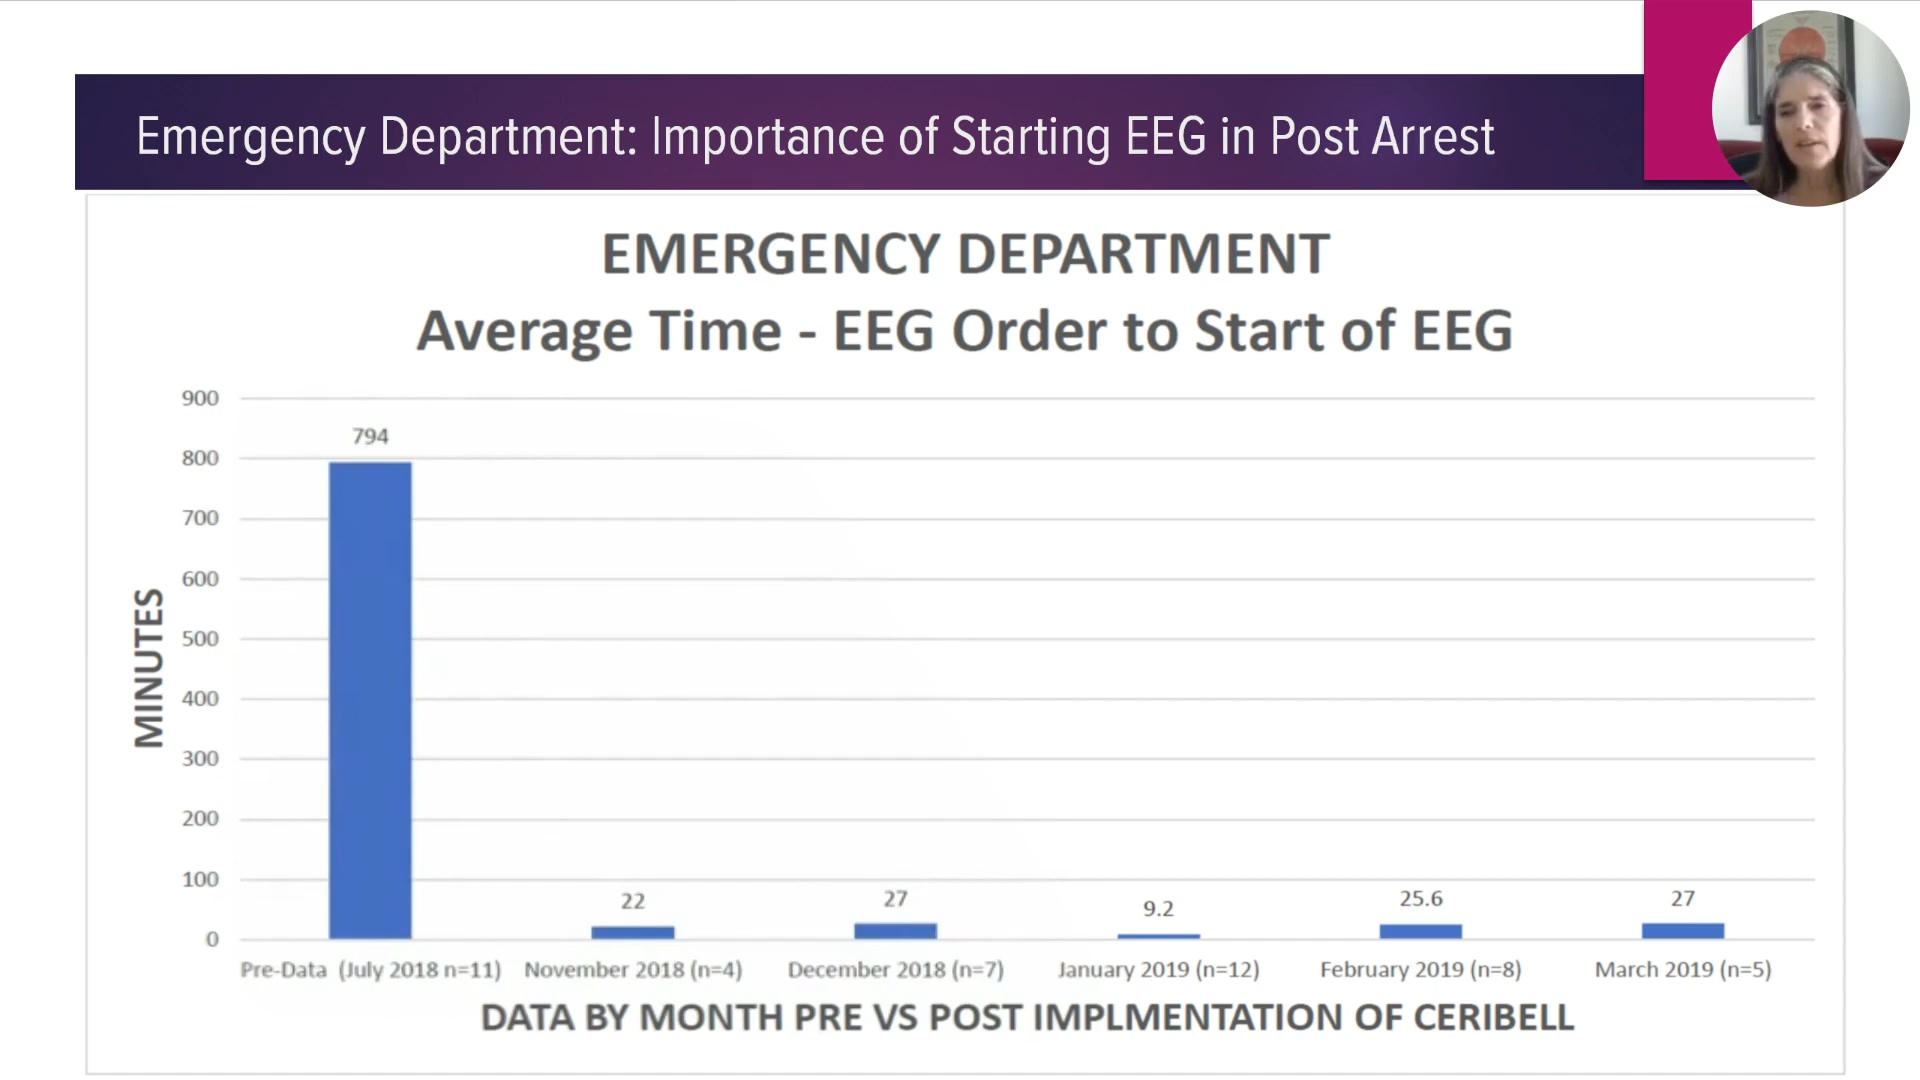 Emergency Department: Importance of Starting EEG in Post Arrest
EMERGENCY DEPARTMENT
Average Time - EEG Order to Start of EEG
MINUTES
900
800
700
600
500
400
300
200
100
0
794
22
27
9.2
25.6
27
Pre-Data (July 2018 n=11)
November 2018 (n=4)
December 2018 (n=7)
January 2019 (n=12)
February 2019 (n=8)
March 2019 (n=5)
DATA BY MONTH PRE VS POST IMPLMENTATION OF CERIBELL